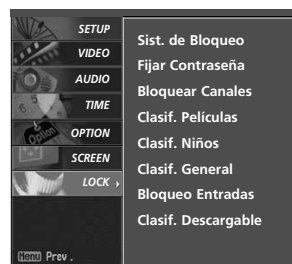 SETUP
VIDEO
AUDIO
TIME
OPTION
SCREEN
LOCK
Menu Prev.
Sist. de Bloqueo
Fijar Contraseña
Bloquear Canales
Clasif. Películas
Clasif. Niños
Clasif. General
Bloqueo Entradas
Clasif. Descargable